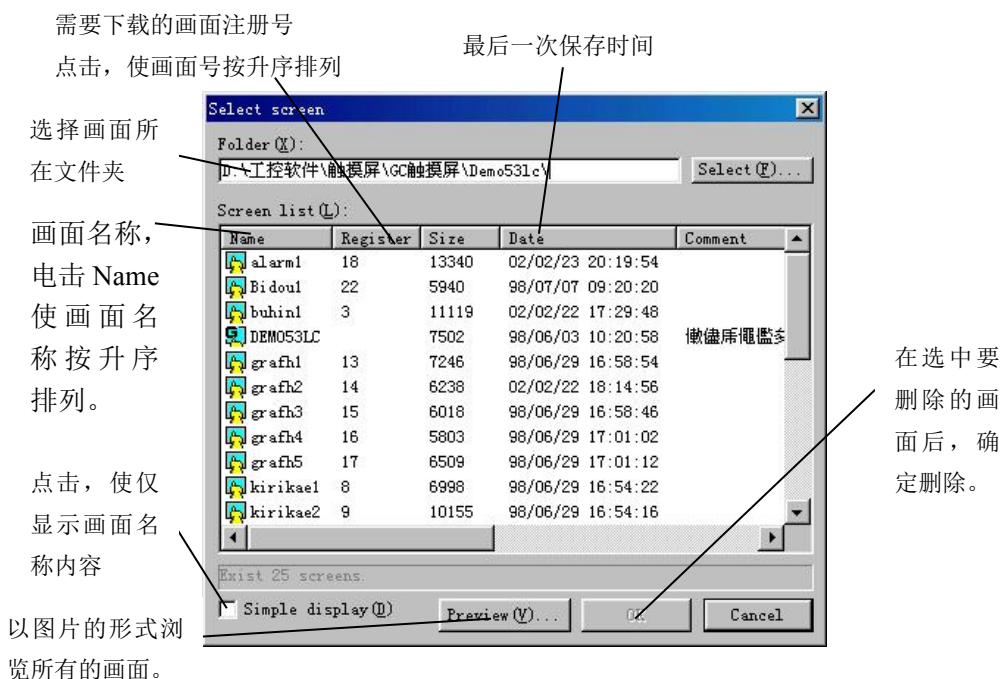 需要下载的画面注册号
点击，使画面号按升序排列
最后一次保存时间
选择画面所
在文件夹
画面名称，
电击 Name
使画面名
称按升序
排列。
点击，使仅
显示画面名
称内容
以图片的形式浏
览所有的画面。
Select screen
Folder(X):
D:\工控软件\触摸屏\GC触摸屏\Demo53lc\
Select(F)...
Screen list(L):
Name Register Size Date Comment
alarm1 18 13340 02/02/23 20:19:54
Bidou1 22 5940 98/07/07 09:20:20
buhin1 3 11119 02/02/22 17:29:48
DEMO53LC 7502 98/06/03 10:20:58
grafh1 13 7246 98/06/29 16:58:54
grafh2 14 6238 02/02/22 18:14:56
grafh3 15 6018 98/06/29 16:58:46
grafh4 16 5803 98/06/29 17:01:02
grafh5 17 6509 98/06/29 17:01:12
kirikae1 8 6998 98/06/29 16:54:22
kirikae2 9 10155 98/06/29 16:54:16
Exist 25 screens.
Simple display(D)
Preview(V)...
OK
Cancel
在选中要
删除的画
面后，确
定删除。